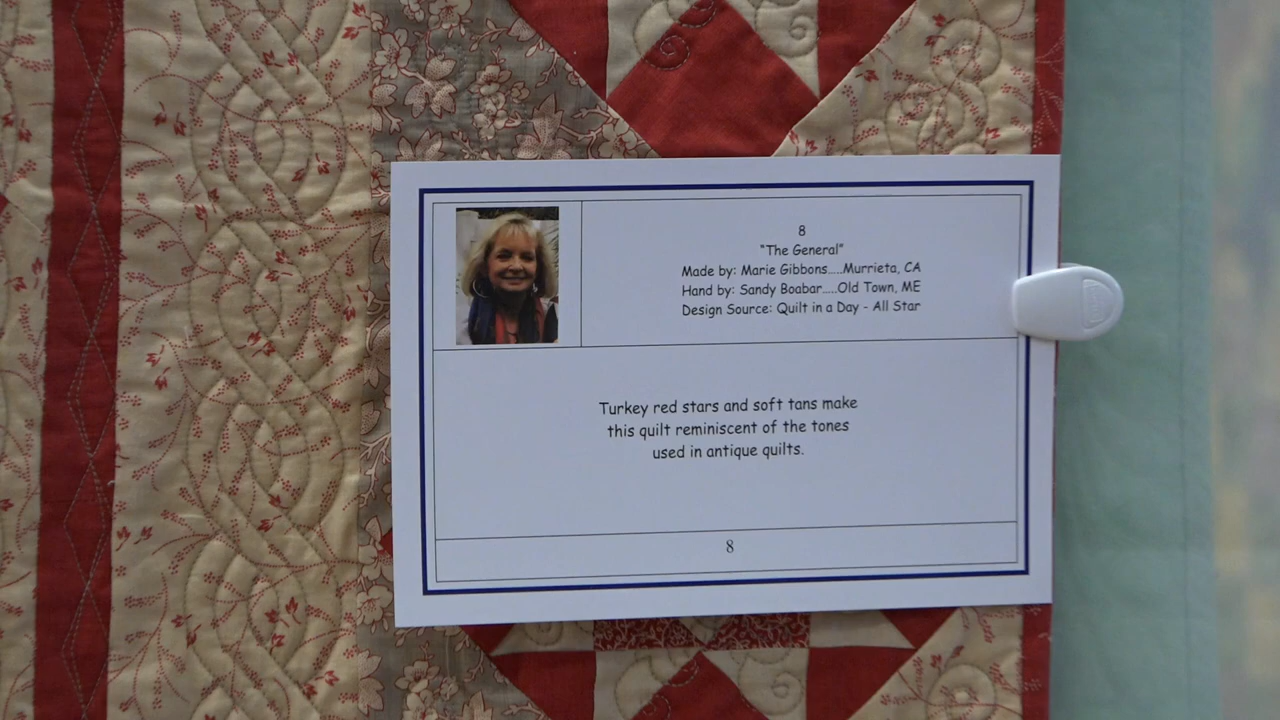 8
"The General"
Made by: Marie Gibbons.....Murrieta, CA
Hand by: Sandy Boabar.....Old Town, ME
Design Source: Quilt in a Day - All Star
Turkey red stars and soft tans make
this quilt reminiscent of the tones
used in antique quilts.
8